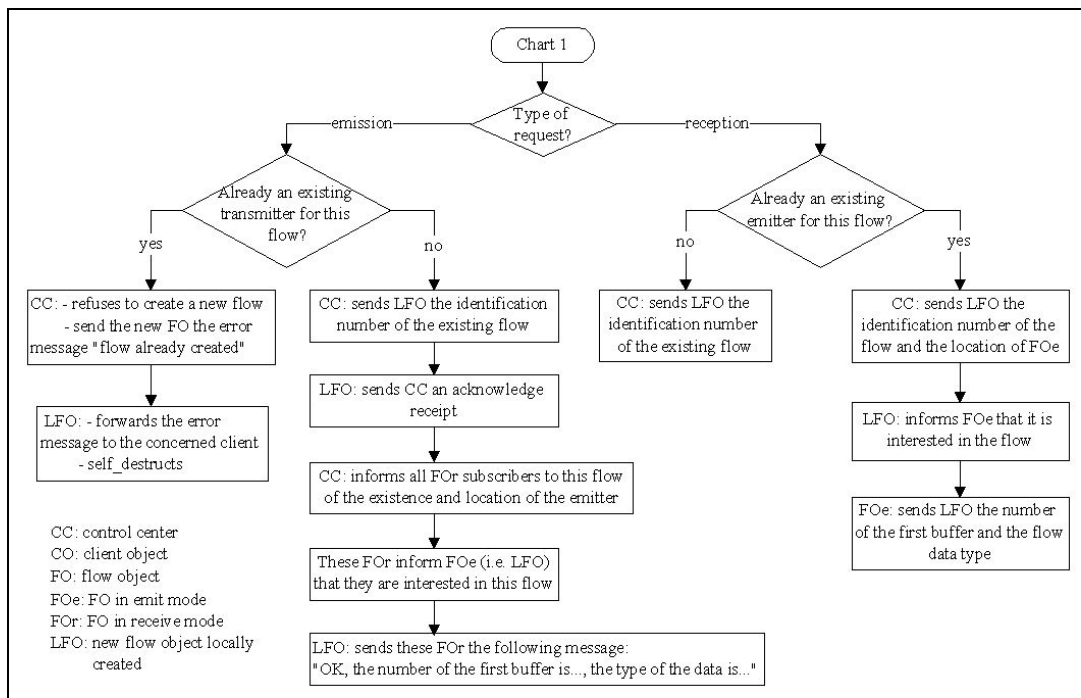 Chart 1
Type of
request?
emission
reception
Already an existing
transmitter for this
flow?
Already an existing
emitter for this flow?
yes
no
no
yes
CC: - refuses to create a new flow
- send the new FO the error
message "flow already created"
CC: sends LFO the identification
number of the existing flow
CC: sends LFO the
identification number
of the existing flow
CC: sends LFO the
identification number of the
flow and the location of FOe
LFO: - forwards the error
message to the concerned client
- self_destructs
LFO: sends CC an acknowledge
receipt
LFO: informs FOe that it is
interested in the flow
CC: informs all FOr subscribers to this flow
of the existence and location of the emitter
FOe: sends LFO the number
of the first buffer and the flow
data type
These FOr inform FOe (i.e. LFO)
that they are interested in this flow
LFO: sends these FOr the following message:
"OK, the number of the first buffer is..., the type of the data is..."
CC: control center
CO: client object
FO: flow object
FOe: FO in emit mode
FOr: FO in receive mode
LFO: new flow object locally
created